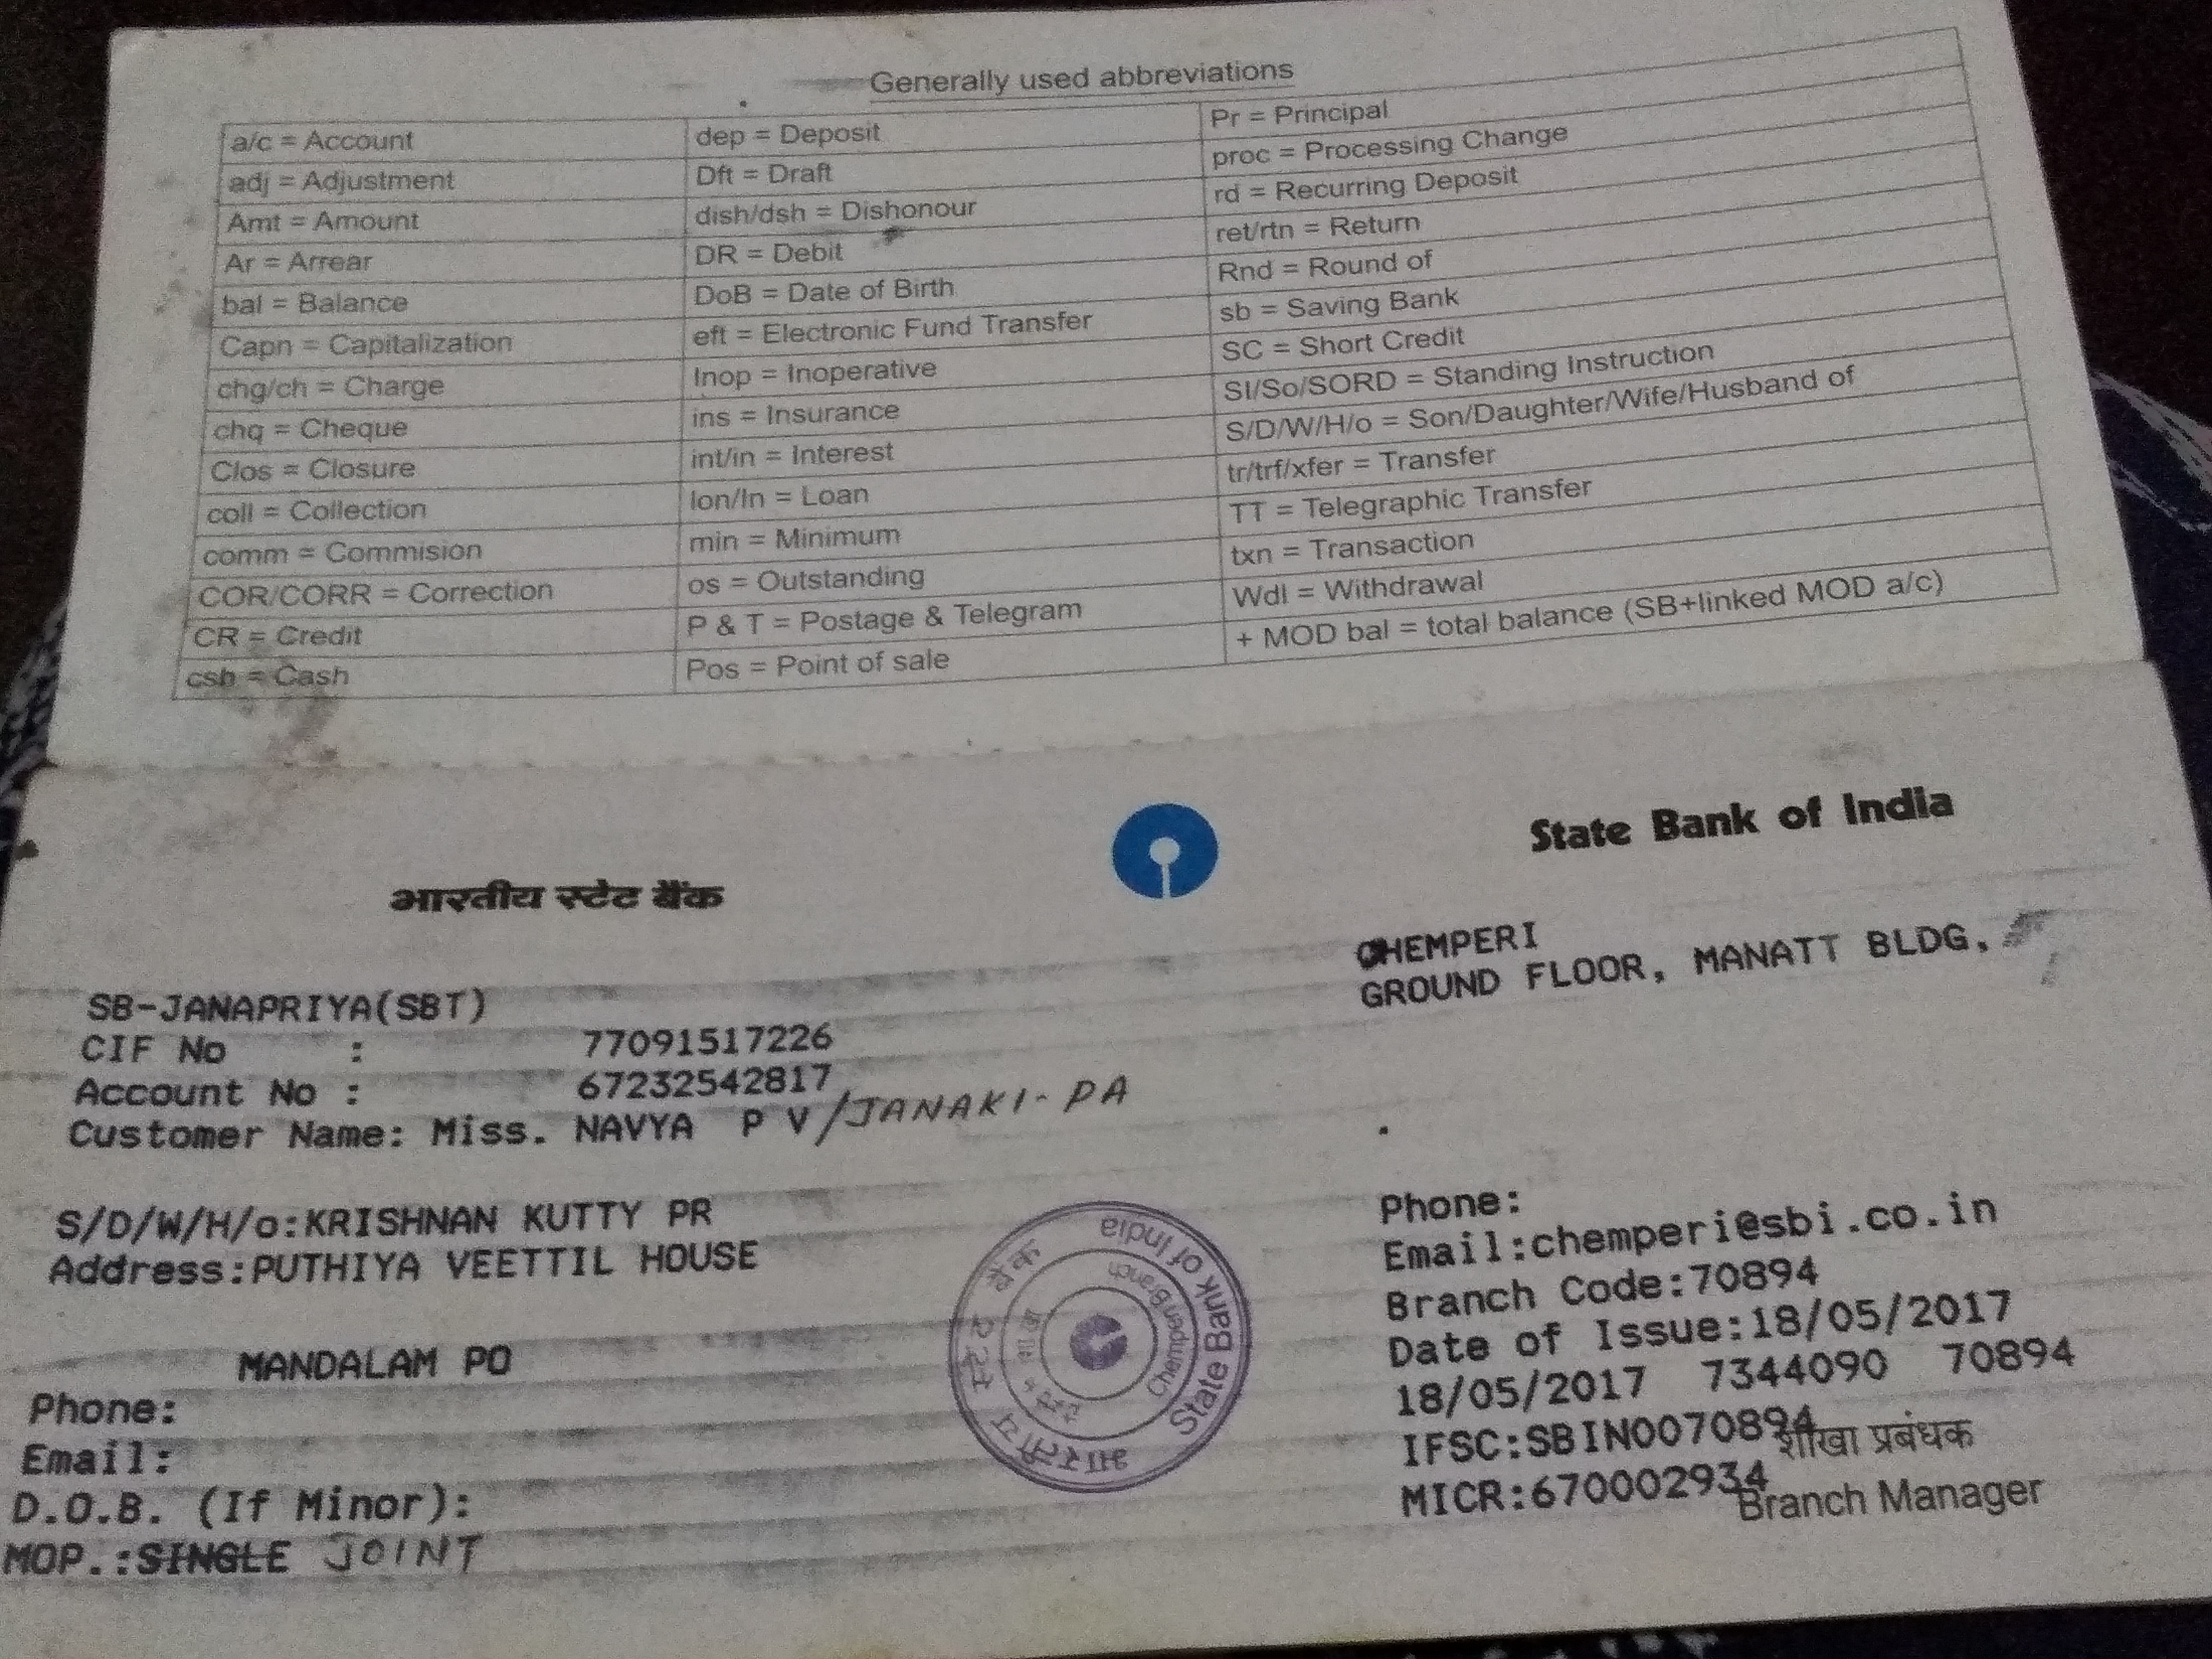 Generally used abbreviations
a/c = Account
adj = Adjustment
Amt = Amount
Ar = Arrear
bal = Balance
Capn = Capitalization
chg/ch = Charge
chq = Cheque
Clos = Closure
coll = Collection
comm = Commision
COR/CORR = Correction
CR = Credit
csh = Cash
dep = Deposit
Dft = Draft
dish/dsh = Dishonour
DR = Debit
DoB = Date of Birth
eft = Electronic Fund Transfer
Inop = Inoperative
ins = Insurance
int/in = Interest
lon/ln = Loan
min = Minimum
os = Outstanding
P & T = Postage & Telegram
Pos = Point of sale
Pr = Principal
proc = Processing Change
rd = Recurring Deposit
ret/rtn = Return
Rnd = Round of
sb = Saving Bank
SC = Short Credit
SI/So/SORD = Standing Instruction
S/D/W/H/o = Son/Daughter/Wife/Husband of
tr/trf/xfer = Transfer
TT = Telegraphic Transfer
txn = Transaction
Wdl = Withdrawal
+ MOD bal = total balance (SB+linked MOD a/c)
भारतीय स्टेट बैंक
State Bank of India
SB-JANAPRIYA(SBT)
CIF No : 77091517226
Account No : 67232542817
Customer Name: Miss. NAVYA P V/JANAKI-PA
S/D/W/H/o:KRISHNAN KUTTY PR
Address:PUTHIYA VEETTIL HOUSE
MANDALAM PO
Phone:
Email:
D.O.B. (If Minor):
MOP.:SINGLE JOINT
CHEMPERI
GROUND FLOOR, MANATT BLDG,
Phone:
Email:chemperi@sbi.co.in
Branch Code:70894
Date of Issue:18/05/2017
18/05/2017 7344090 70894
IFSC:SBIN0070894
शाखा प्रबंधक
MICR:670002934
Branch Manager
भारतीय स्टेट बैंक
State Bank of India
Chemperi Branch